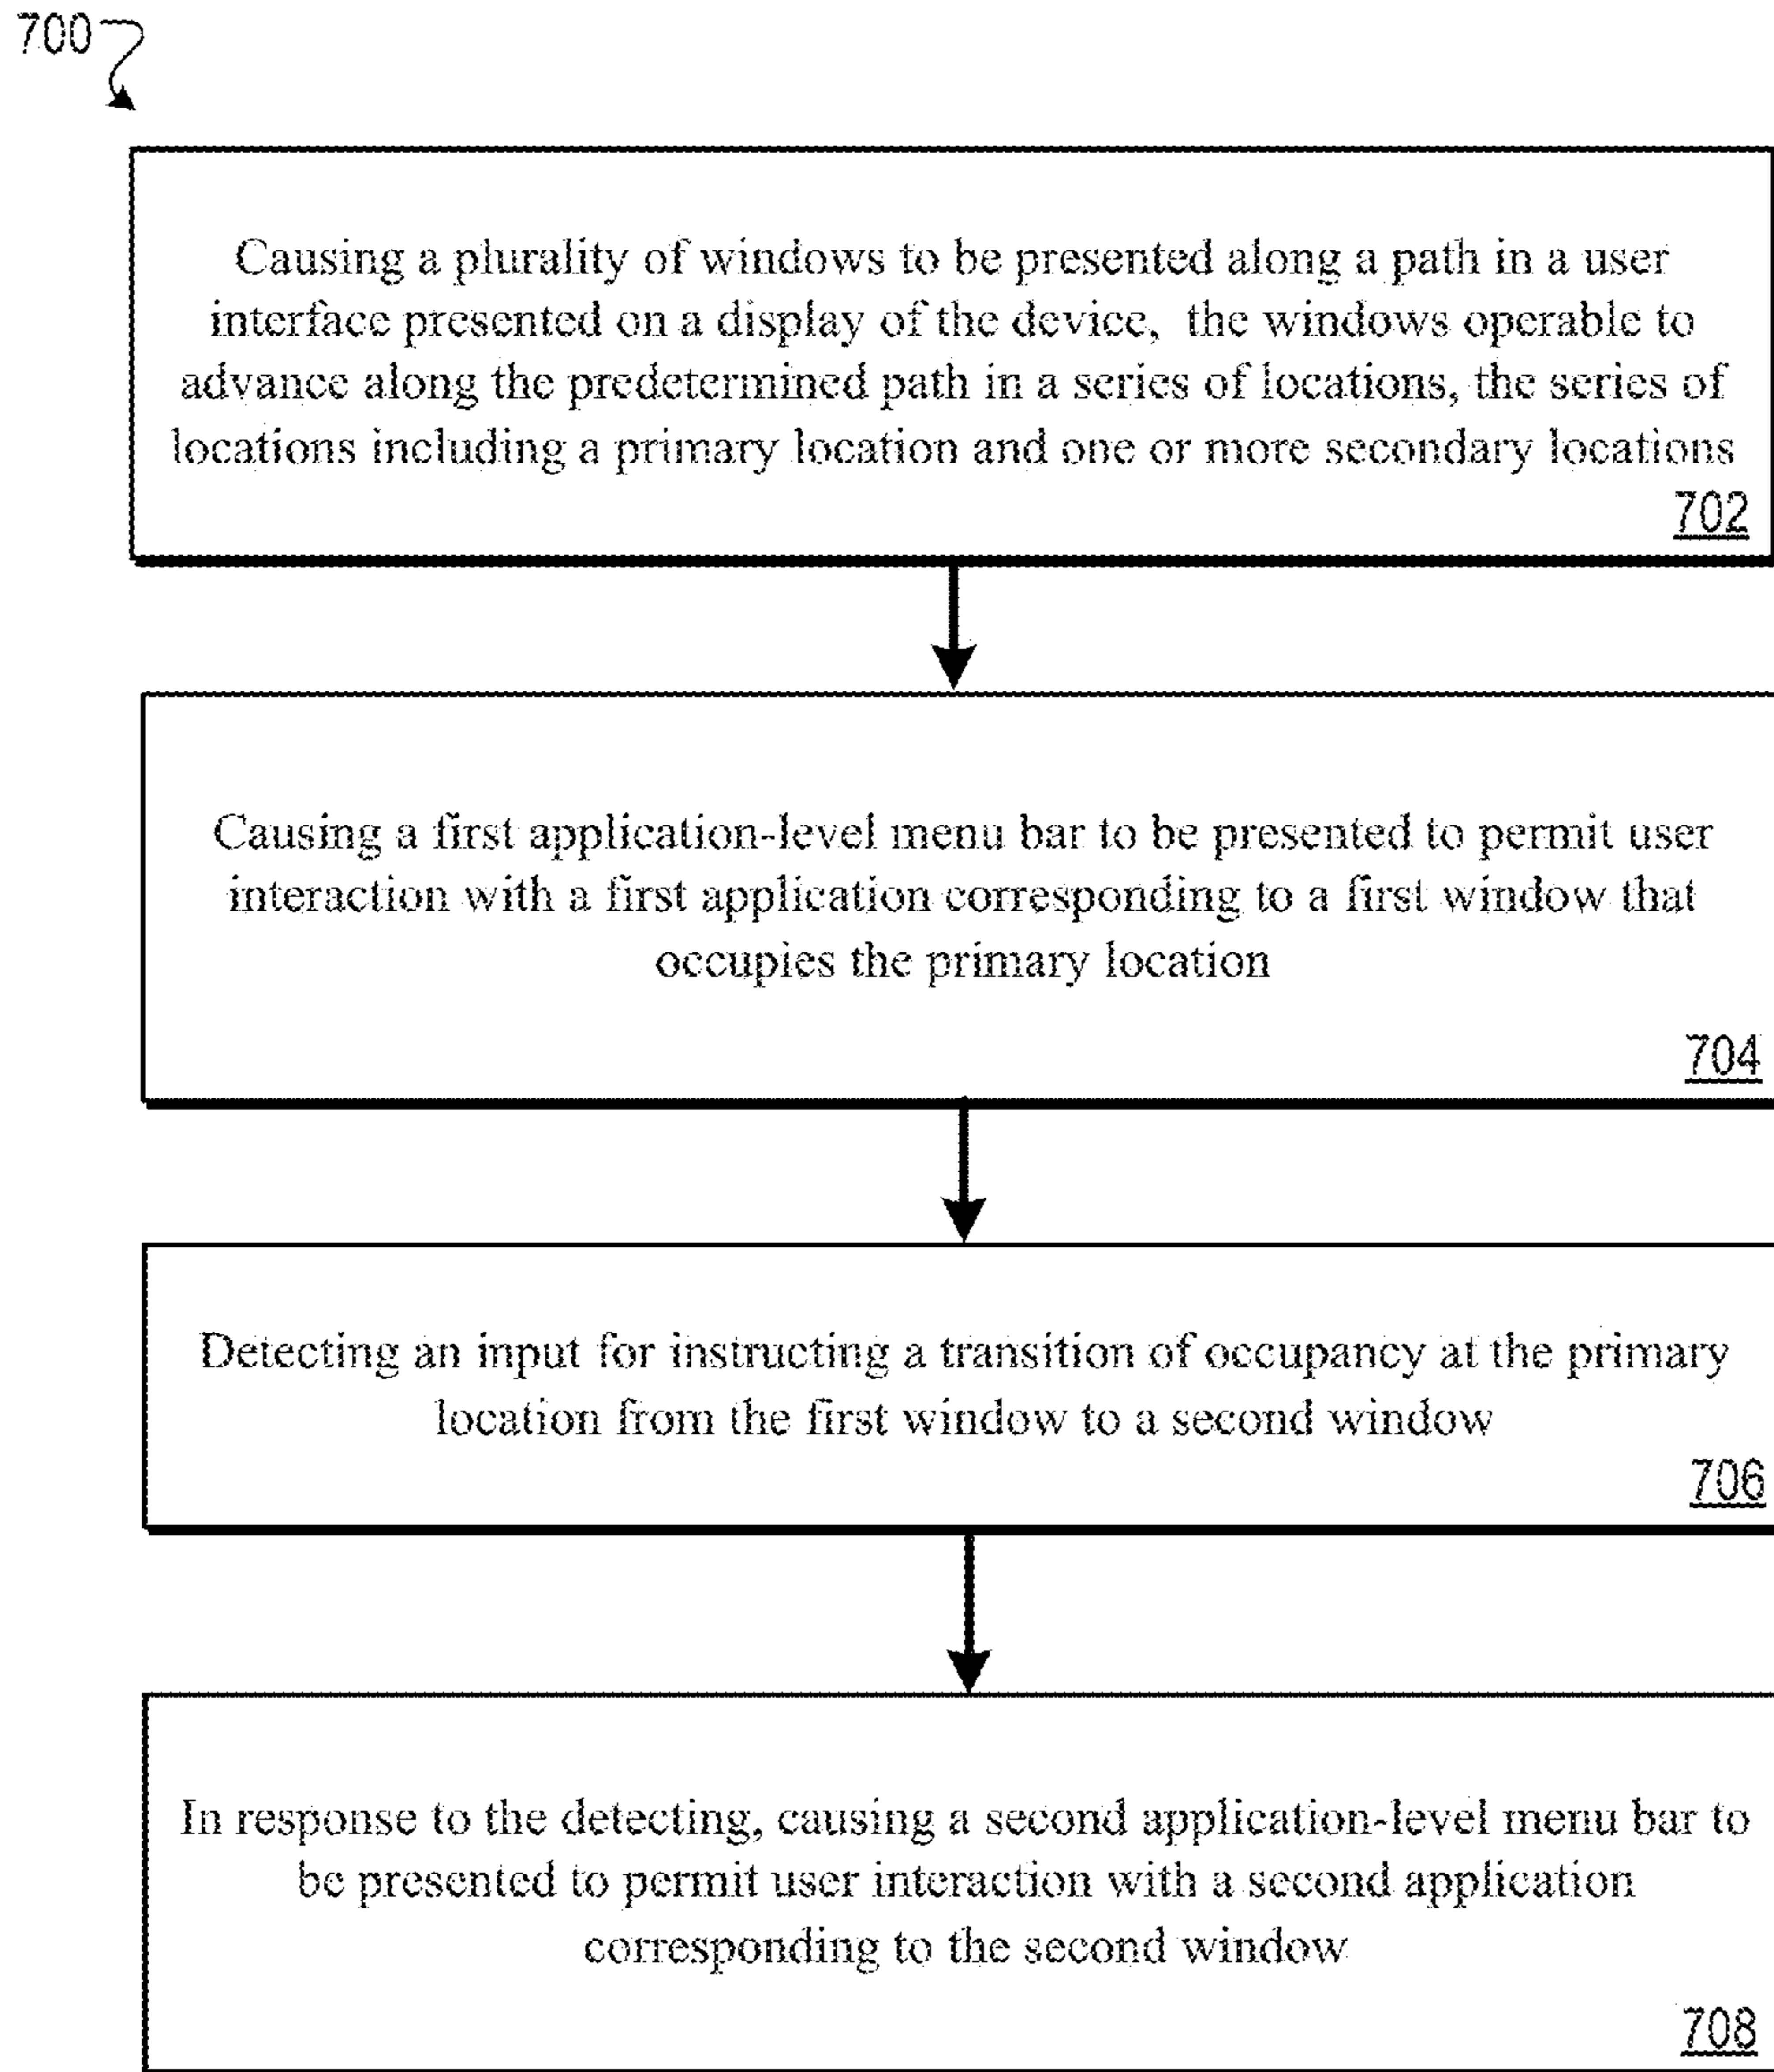 700
Causing a plurality of windows to be presented along a path in a user
interface presented on a display of the device, the windows operable to
advance along the predetermined path in a series of locations, the series of
locations including a primary location and one or more secondary locations
702
Causing a first application-level menu bar to be presented to permit user
interaction with a first application corresponding to a first window that
occupies the primary location
704
Detecting an input for instructing a transition of occupancy at the primary
location from the first window to a second window
706
In response to the detecting, causing a second application-level menu bar to
be presented to permit user interaction with a second application
corresponding to the second window
708